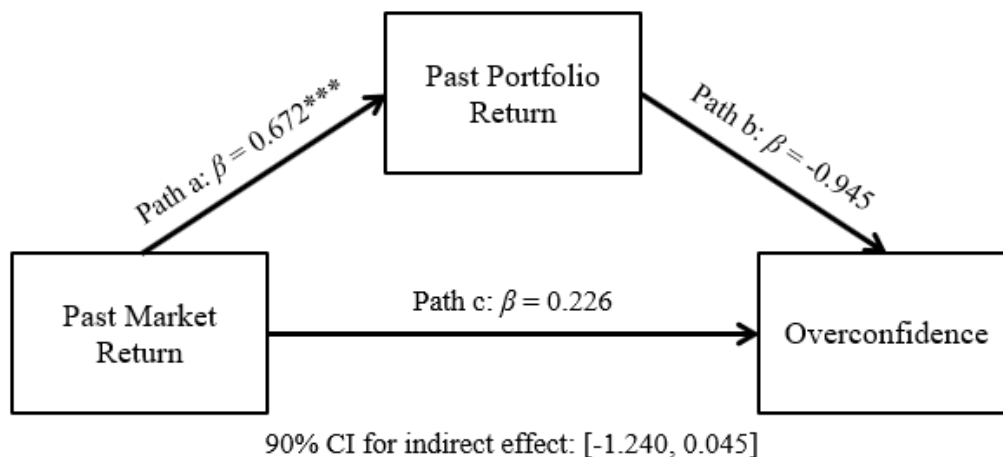 Past Portfolio
Return
Path a: β = 0.672***
Path b: β = -0.945
Past Market
Return
Path c: β = 0.226
Overconfidence
90% CI for indirect effect: [-1.240, 0.045]